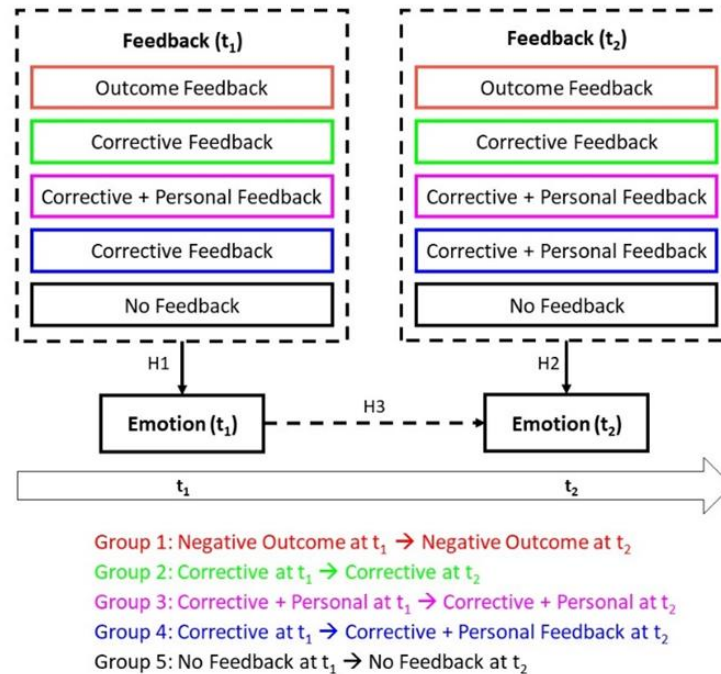 Feedback (t₁)
Outcome Feedback
Corrective Feedback
Corrective + Personal Feedback
Corrective Feedback
No Feedback
Feedback (t₂)
Outcome Feedback
Corrective Feedback
Corrective + Personal Feedback
Corrective + Personal Feedback
No Feedback
H1
H2
Emotion (t₁)
H3
Emotion (t₂)
t₁
t₂
Group 1: Negative Outcome at t₁ → Negative Outcome at t₂
Group 2: Corrective at t₁ → Corrective at t₂
Group 3: Corrective + Personal at t₁ → Corrective + Personal at t₂
Group 4: Corrective at t₁ → Corrective + Personal Feedback at t₂
Group 5: No Feedback at t₁ → No Feedback at t₂